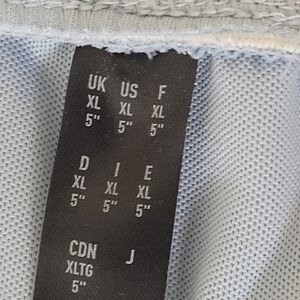 UK US F
XL XL XL
5" 5" 5"
D I E
XL XL XL
5" 5" 5"
CDN J
XLTG
5"